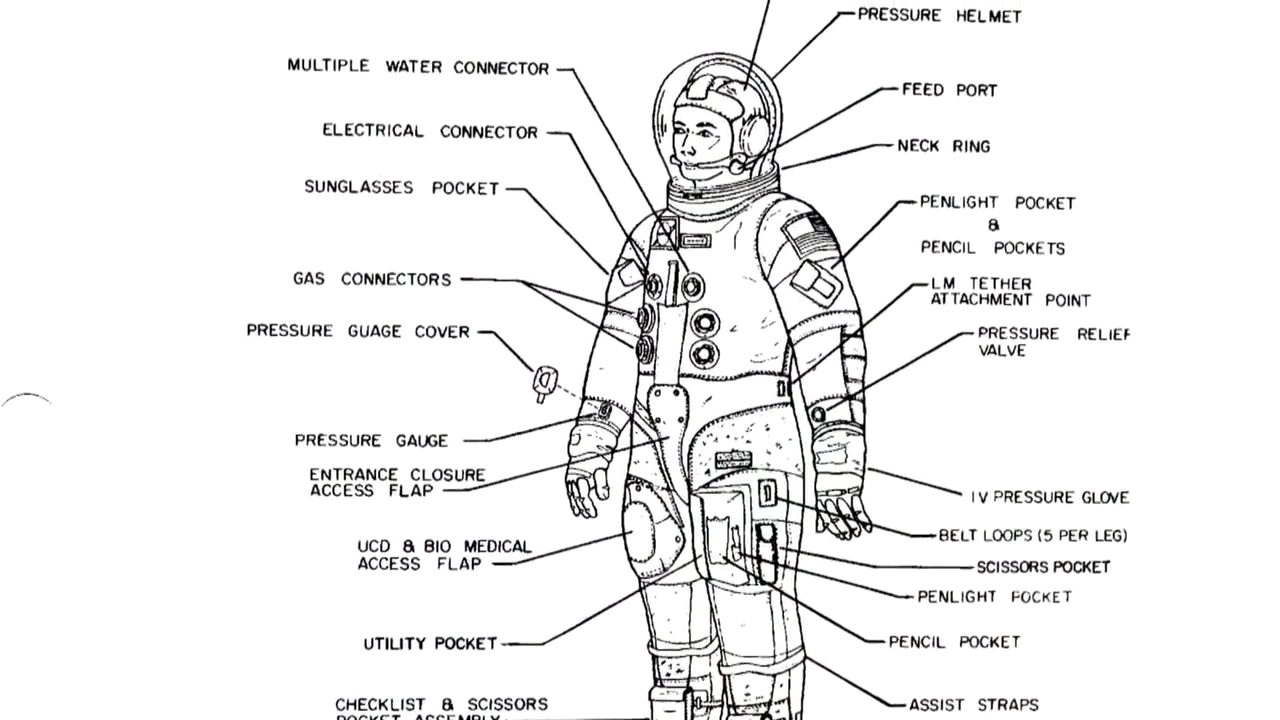 PRESSURE HELMET
MULTIPLE WATER CONNECTOR
FEED PORT
ELECTRICAL CONNECTOR
NECK RING
SUNGLASSES POCKET
PENLIGHT POCKET
&
PENCIL POCKETS
GAS CONNECTORS
LM TETHER
ATTACHMENT POINT
PRESSURE GUAGE COVER
PRESSURE RELIEF
VALVE
PRESSURE GAUGE
ENTRANCE CLOSURE
ACCESS FLAP
IV PRESSURE GLOVE
BELT LOOPS (5 PER LEG)
UCD & BIO MEDICAL
ACCESS FLAP
SCISSORS POCKET
PENLIGHT POCKET
UTILITY POCKET
PENCIL POCKET
CHECKLIST & SCISSORS
POCKET ASSEMBLY
ASSIST STRAPS